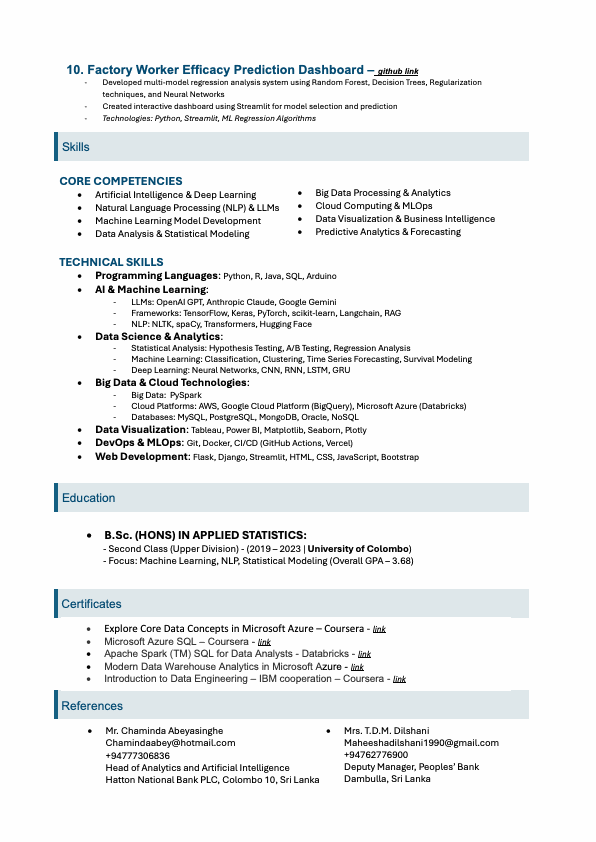 10. Factory Worker Efficacy Prediction Dashboard – github link
- Developed multi-model regression analysis system using Random Forest, Decision Trees, Regularization
techniques, and Neural Networks
- Created interactive dashboard using Streamlit for model selection and prediction
- Technologies: Python, Streamlit, ML Regression Algorithms
Skills
CORE COMPETENCIES
• Artificial Intelligence & Deep Learning
• Natural Language Processing (NLP) & LLMs
• Machine Learning Model Development
• Data Analysis & Statistical Modeling
• Big Data Processing & Analytics
• Cloud Computing & MLOps
• Data Visualization & Business Intelligence
• Predictive Analytics & Forecasting
TECHNICAL SKILLS
• Programming Languages: Python, R, Java, SQL, Arduino
• AI & Machine Learning:
- LLMs: OpenAI GPT, Anthropic Claude, Google Gemini
- Frameworks: TensorFlow, Keras, PyTorch, scikit-learn, Langchain, RAG
- NLP: NLTK, spaCy, Transformers, Hugging Face
• Data Science & Analytics:
- Statistical Analysis: Hypothesis Testing, A/B Testing, Regression Analysis
- Machine Learning: Classification, Clustering, Time Series Forecasting, Survival Modeling
- Deep Learning: Neural Networks, CNN, RNN, LSTM, GRU
• Big Data & Cloud Technologies:
- Big Data: PySpark
- Cloud Platforms: AWS, Google Cloud Platform (BigQuery), Microsoft Azure (Databricks)
- Databases: MySQL, PostgreSQL, MongoDB, Oracle, NoSQL
• Data Visualization: Tableau, Power BI, Matplotlib, Seaborn, Plotly
• DevOps & MLOps: Git, Docker, CI/CD (GitHub Actions, Vercel)
• Web Development: Flask, Django, Streamlit, HTML, CSS, JavaScript, Bootstrap
Education
• B.Sc. (HONS) IN APPLIED STATISTICS:
- Second Class (Upper Division) - (2019 – 2023 | University of Colombo)
- Focus: Machine Learning, NLP, Statistical Modeling (Overall GPA – 3.68)
Certificates
• Explore Core Data Concepts in Microsoft Azure – Coursera - link
• Microsoft Azure SQL – Coursera - link
• Apache Spark (TM) SQL for Data Analysts - Databricks - link
• Modern Data Warehouse Analytics in Microsoft Azure - link
• Introduction to Data Engineering – IBM cooperation – Coursera - link
References
• Mr. Chaminda Abeyasinghe
Chamindaabey@hotmail.com
+94777306836
Head of Analytics and Artificial Intelligence
Hatton National Bank PLC, Colombo 10, Sri Lanka
• Mrs. T.D.M. Dilshani
Maheeshadilshani1990@gmail.com
+94762776900
Deputy Manager, Peoples’ Bank
Dambulla, Sri Lanka